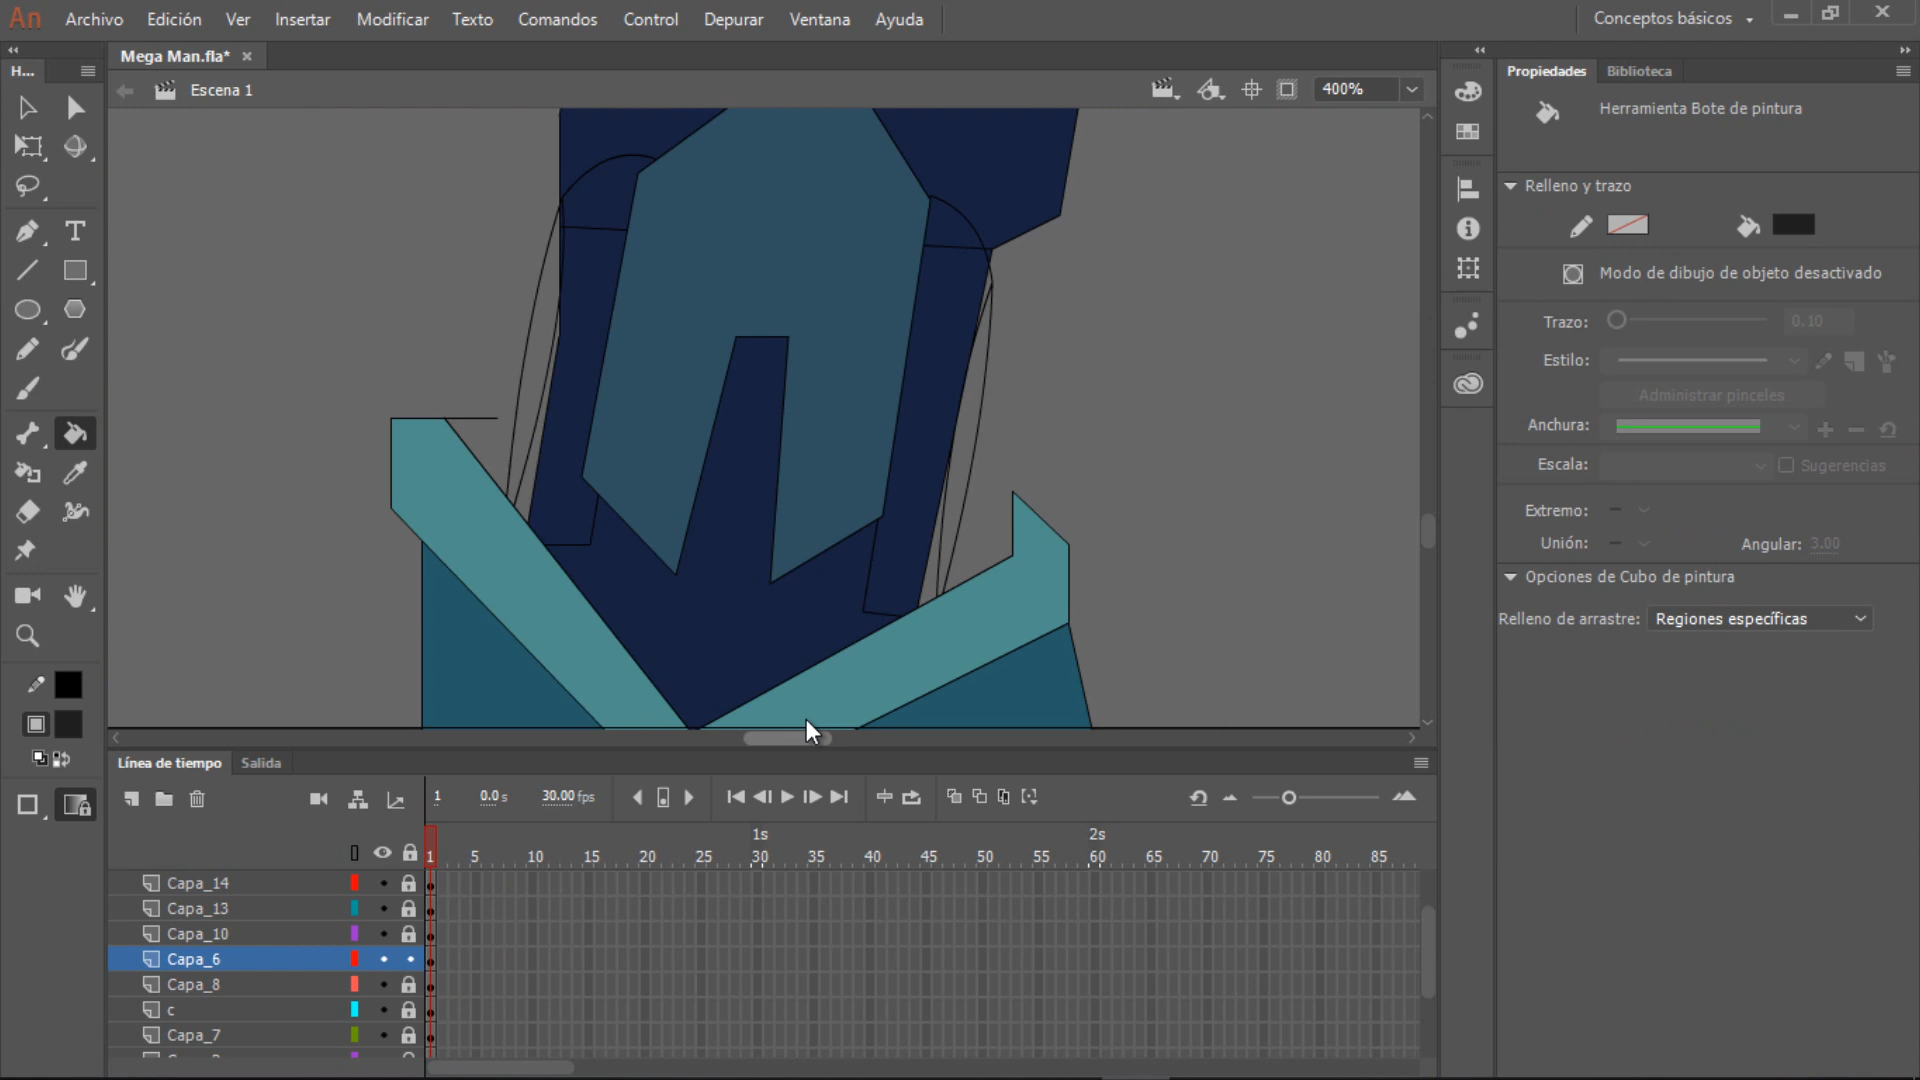 An Archivo Edición Ver Insertar Modificar Texto Comandos Control Depurar Ventana Ayuda Conceptos básicos
Mega Man.fla*
H...
Escena 1
400%
Propiedades Biblioteca
Herramienta Bote de pintura
Relleno y trazo
Modo de dibujo de objeto desactivado
Trazo: 0.10
Estilo:
Administrar pinceles
Anchura:
Escala: Sugerencias
Extremo:
Unión: Angular: 3.00
Opciones de Cubo de pintura
Relleno de arrastre: Regiones específicas
Línea de tiempo Salida
1 0.0 s 30.00 fps
1s 2s
1 5 10 15 20 25 30 35 40 45 50 55 60 65 70 75 80 85
Capa_14
Capa_13
Capa_10
Capa_6
Capa_8
c
Capa_7